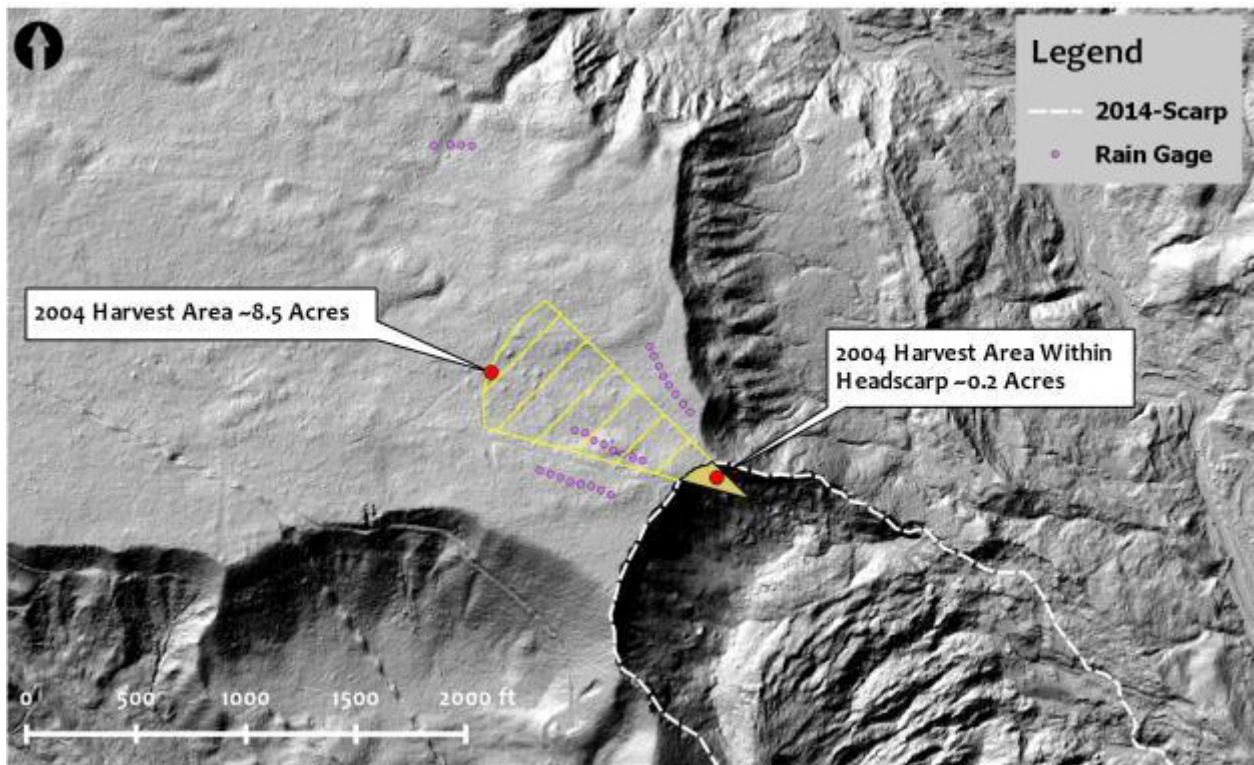 Legend
2014-Scarp
Rain Gage
2004 Harvest Area ~8.5 Acres
2004 Harvest Area Within
Headscarp ~0.2 Acres
0 500 1000 1500 2000 ft